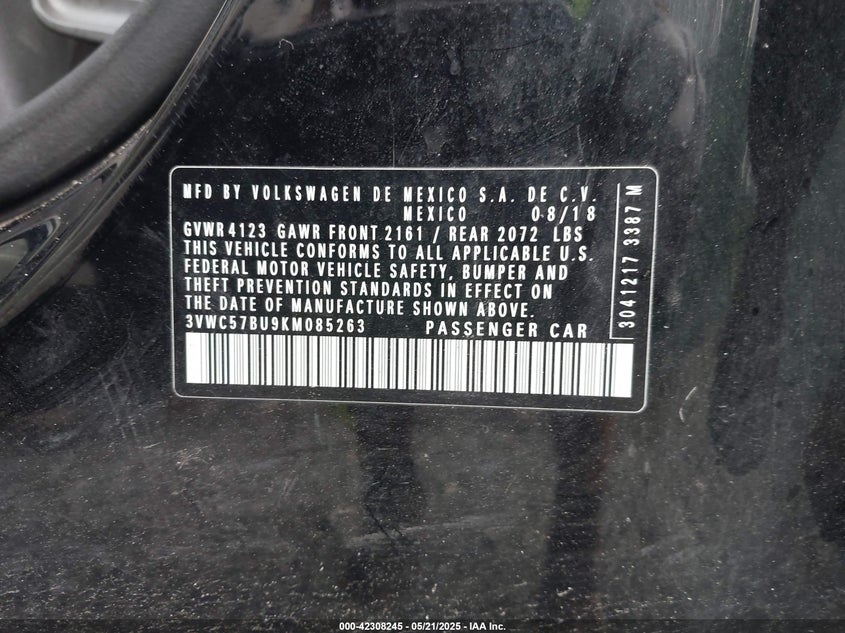 MFD BY VOLKSWAGEN DE MEXICO S.A. DE C.V.
MEXICO 08/18
GVWR 4123 GAWR FRONT 2161 / REAR 2072 LBS
THIS VEHICLE CONFORMS TO ALL APPLICABLE U.S.
FEDERAL MOTOR VEHICLE SAFETY, BUMPER AND
THEFT PREVENTION STANDARDS IN EFFECT ON
THE DATE OF MANUFACTURE SHOWN ABOVE.
3VWC57BU9KM085263 PASSENGER CAR
3041217 3387 M
000-42308245 - 05/21/2025 - IAA Inc.